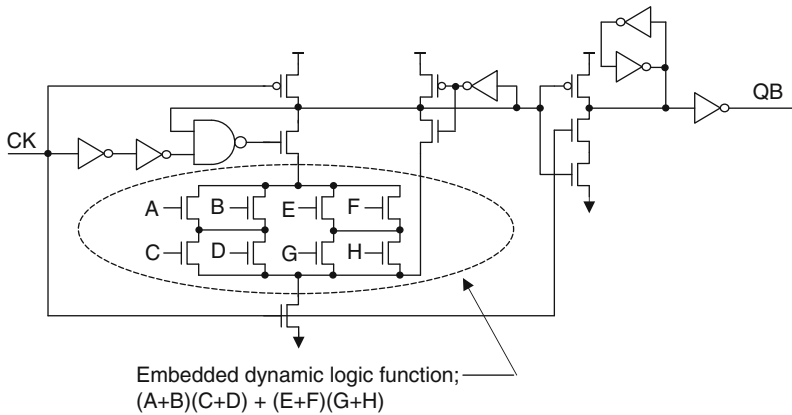 QB
CK
A
B
E
F
C
D
G
H
Embedded dynamic logic function;
(A+B)(C+D) + (E+F)(G+H)